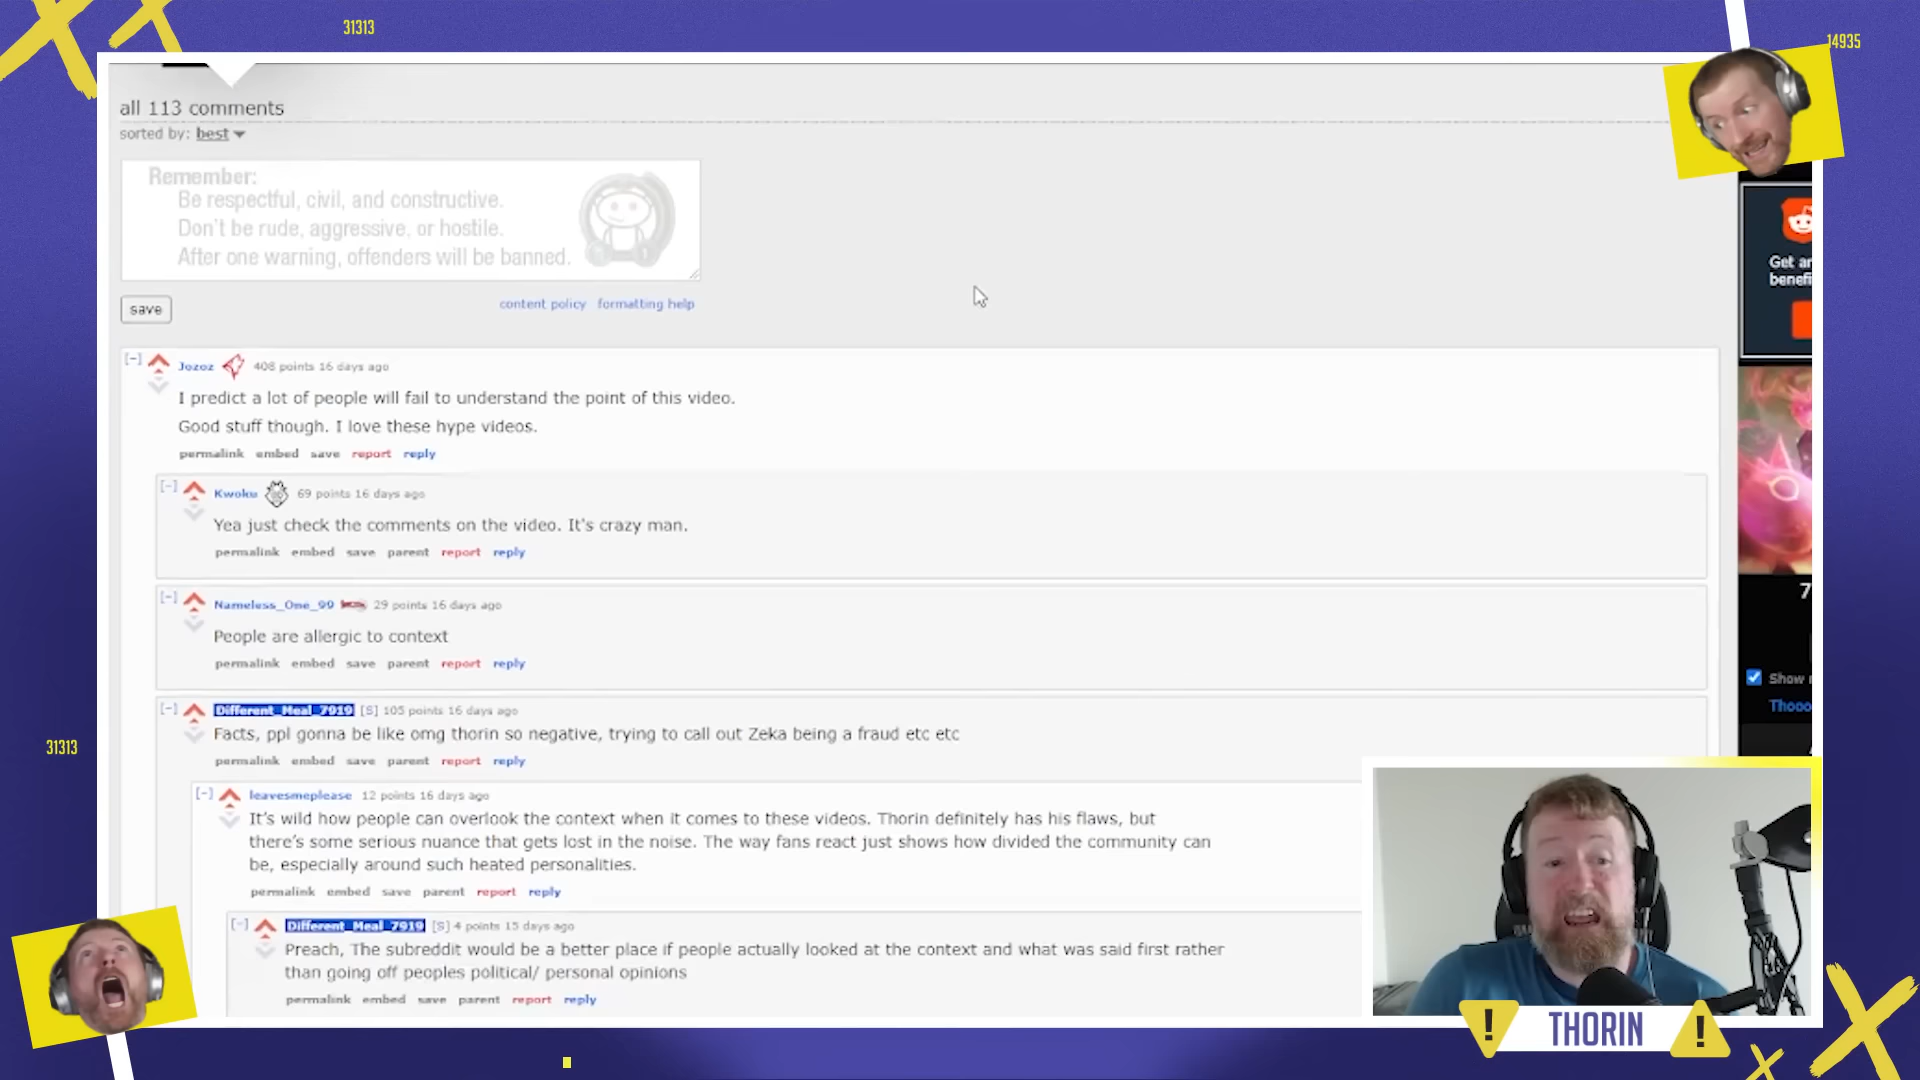 31313
14935
all 113 comments
sorted by: best
Remember:
Be respectful, civil, and constructive.
Don't be rude, aggressive, or hostile.
After one warning, offenders will be banned.
save
content policy formatting help
Get an
benefi
[-] Jozoz 408 points 16 days ago
I predict a lot of people will fail to understand the point of this video.
Good stuff though. I love these hype videos.
permalink embed save report reply
[-] Kwoku 69 points 16 days ago
Yea just check the comments on the video. It's crazy man.
permalink embed save parent report reply
[-] Nameless_One_99 29 points 16 days ago
People are allergic to context
permalink embed save parent report reply
7
Show
Thooo
[-] Different_Meal_7919 [S] 105 points 16 days ago
Facts, ppl gonna be like omg thorin so negative, trying to call out Zeka being a fraud etc etc
permalink embed save parent report reply
31313
[-] leavesmeplease 12 points 16 days ago
It's wild how people can overlook the context when it comes to these videos. Thorin definitely has his flaws, but
there's some serious nuance that gets lost in the noise. The way fans react just shows how divided the community can
be, especially around such heated personalities.
permalink embed save parent report reply
[-] Different_Meal_7919 [S] 4 points 15 days ago
Preach, The subreddit would be a better place if people actually looked at the context and what was said first rather
than going off peoples political/ personal opinions
permalink embed save parent report reply
! THORIN !